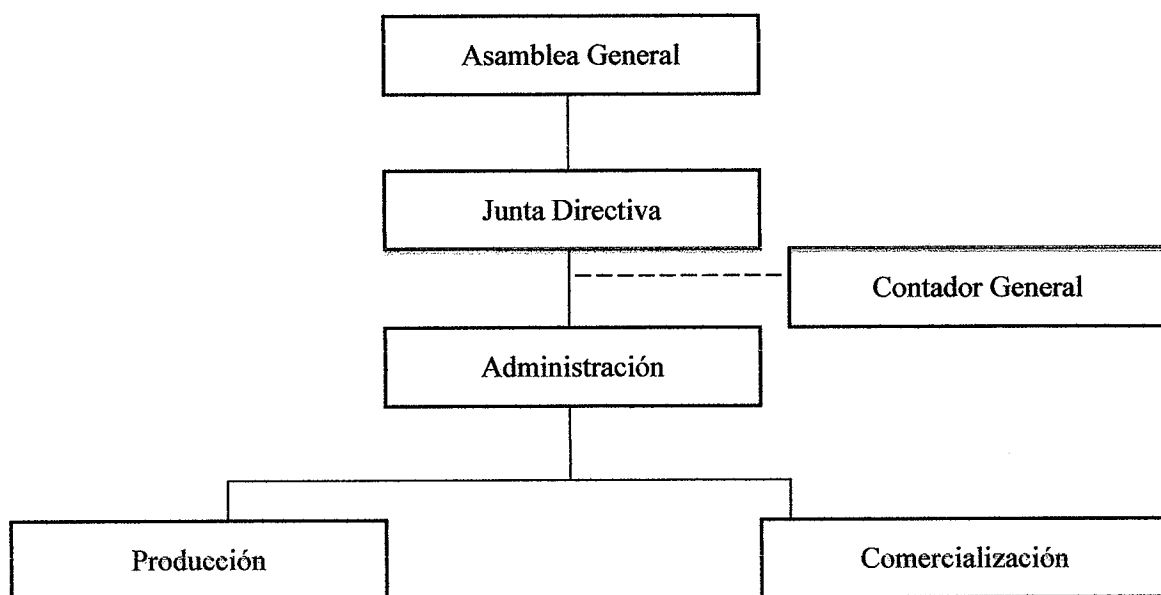 Asamblea General
Junta Directiva
Contador General
Administración
Producción
Comercialización